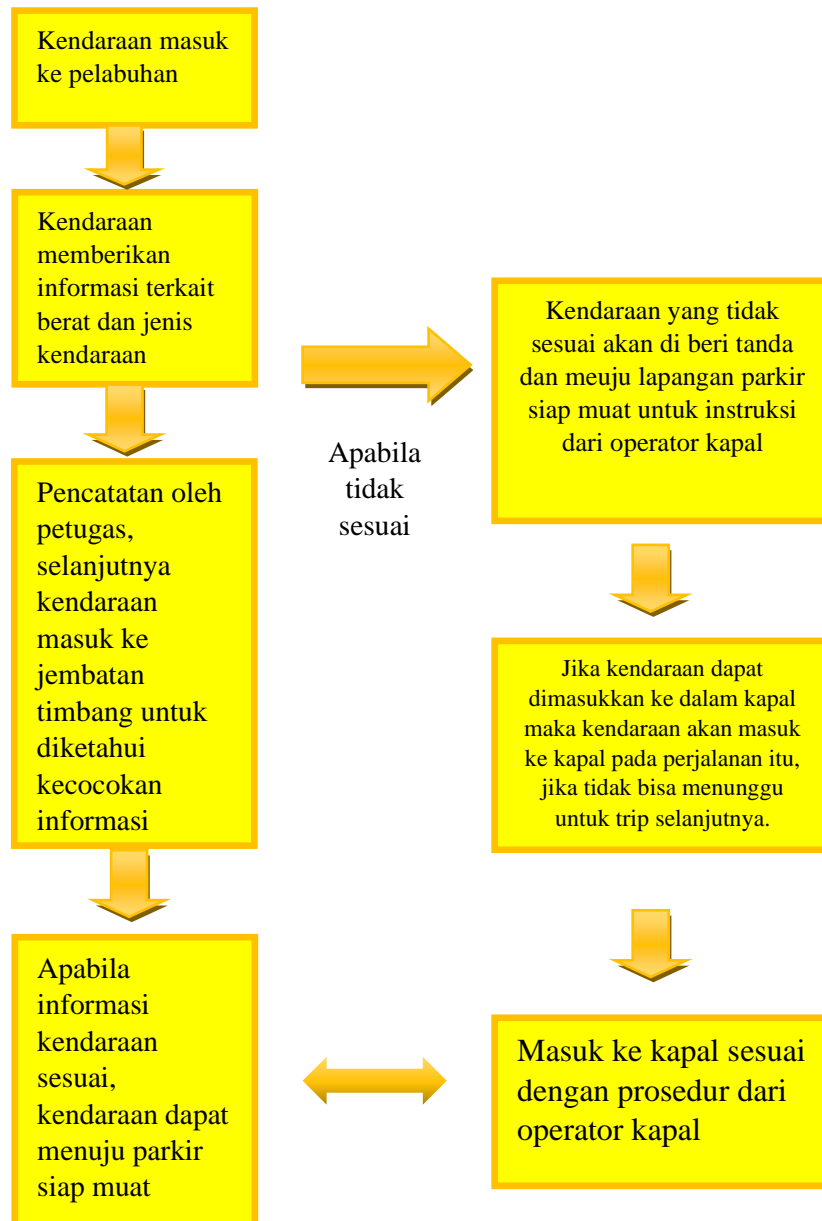 Kendaraan masuk
ke pelabuhan
Kendaraan
memberikan
informasi terkait
berat dan jenis
kendaraan
Pencatatan oleh
petugas,
selanjutnya
kendaraan
masuk ke
jembatan
timbang untuk
diketahui
kecocokan
informasi
Apabila
informasi
kendaraan
sesuai,
kendaraan dapat
menuju parkir
siap muat
Apabila
tidak
sesuai
Kendaraan yang tidak
sesuai akan di beri tanda
dan meuju lapangan parkir
siap muat untuk instruksi
dari operator kapal
Jika kendaraan dapat
dimasukkan ke dalam kapal
maka kendaraan akan masuk
ke kapal pada perjalanan itu,
jika tidak bisa menunggu
untuk trip selanjutnya.
Masuk ke kapal sesuai
dengan prosedur dari
operator kapal